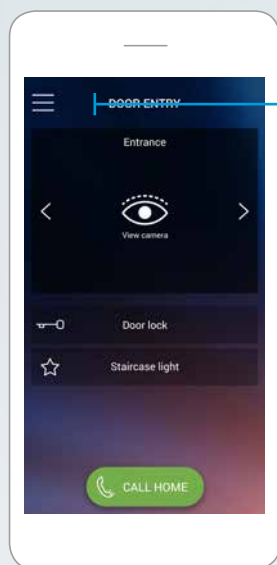 DOOR ENTRY
Entrance
View camera
Door lock
Staircase light
CALL HOME